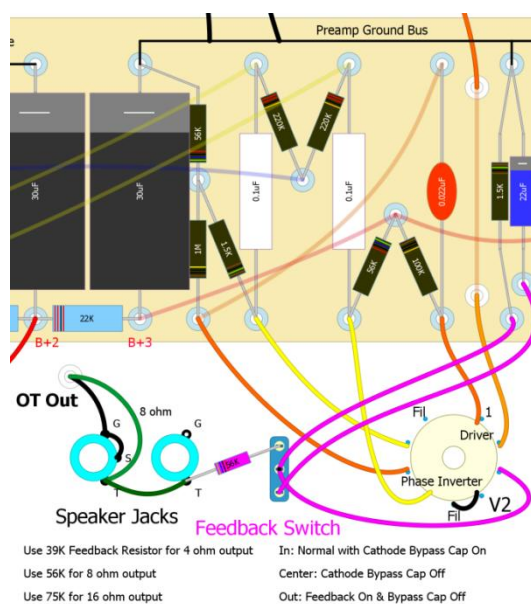 e
Preamp Ground Bus
30uF
30uF
56K
220K
220K
0.1uF
0.1uF
0.022uF
1.5K
22uF
1M
1.5K
56K
100K
22K
B+2
B+3
OT Out
8 ohm
G
S
T
G
T
56K
Fil
1
Driver
Phase Inverter
Fil
V2
Speaker Jacks
Feedback Switch
Use 39K Feedback Resistor for 4 ohm output
In: Normal with Cathode Bypass Cap On
Use 56K for 8 ohm output
Center: Cathode Bypass Cap Off
Use 75K for 16 ohm output
Out: Feedback On & Bypass Cap Off